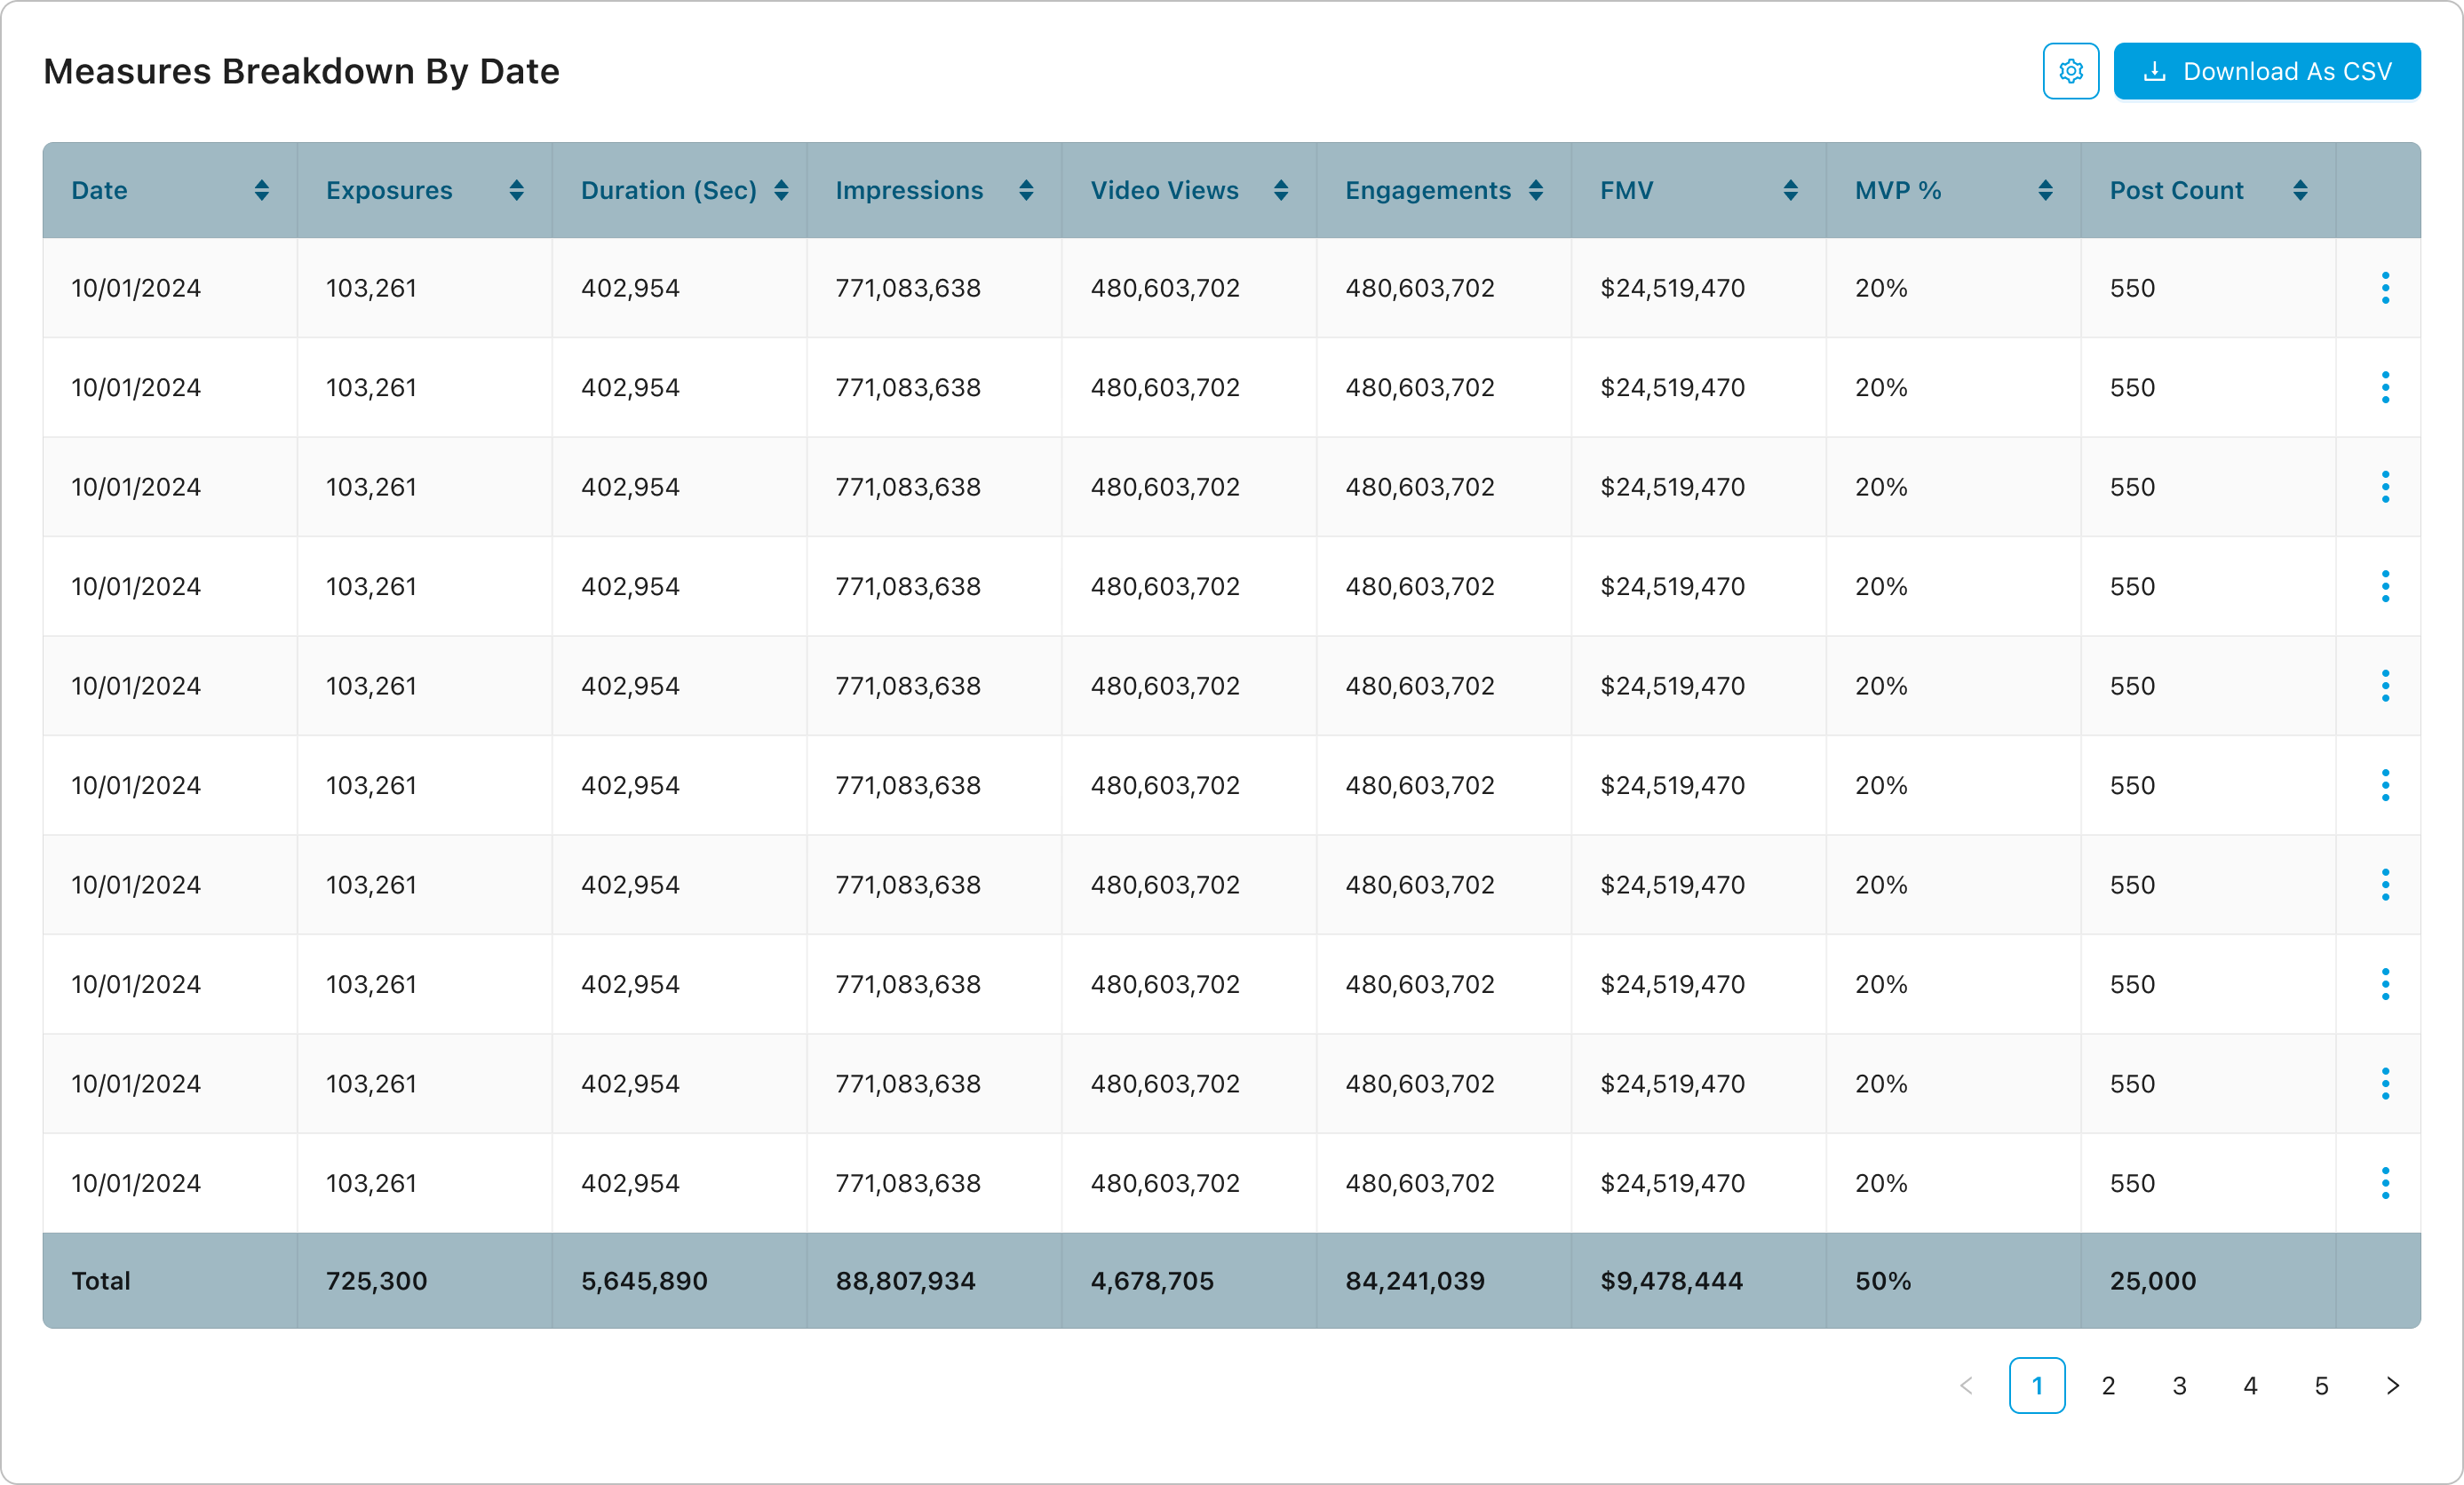 Measures Breakdown By Date
Download As CSV
Date Exposures Duration (Sec) Impressions Video Views Engagements FMV MVP % Post Count
10/01/2024 103,261 402,954 771,083,638 480,603,702 480,603,702 $24,519,470 20% 550
10/01/2024 103,261 402,954 771,083,638 480,603,702 480,603,702 $24,519,470 20% 550
10/01/2024 103,261 402,954 771,083,638 480,603,702 480,603,702 $24,519,470 20% 550
10/01/2024 103,261 402,954 771,083,638 480,603,702 480,603,702 $24,519,470 20% 550
10/01/2024 103,261 402,954 771,083,638 480,603,702 480,603,702 $24,519,470 20% 550
10/01/2024 103,261 402,954 771,083,638 480,603,702 480,603,702 $24,519,470 20% 550
10/01/2024 103,261 402,954 771,083,638 480,603,702 480,603,702 $24,519,470 20% 550
10/01/2024 103,261 402,954 771,083,638 480,603,702 480,603,702 $24,519,470 20% 550
10/01/2024 103,261 402,954 771,083,638 480,603,702 480,603,702 $24,519,470 20% 550
10/01/2024 103,261 402,954 771,083,638 480,603,702 480,603,702 $24,519,470 20% 550
Total 725,300 5,645,890 88,807,934 4,678,705 84,241,039 $9,478,444 50% 25,000
1 2 3 4 5